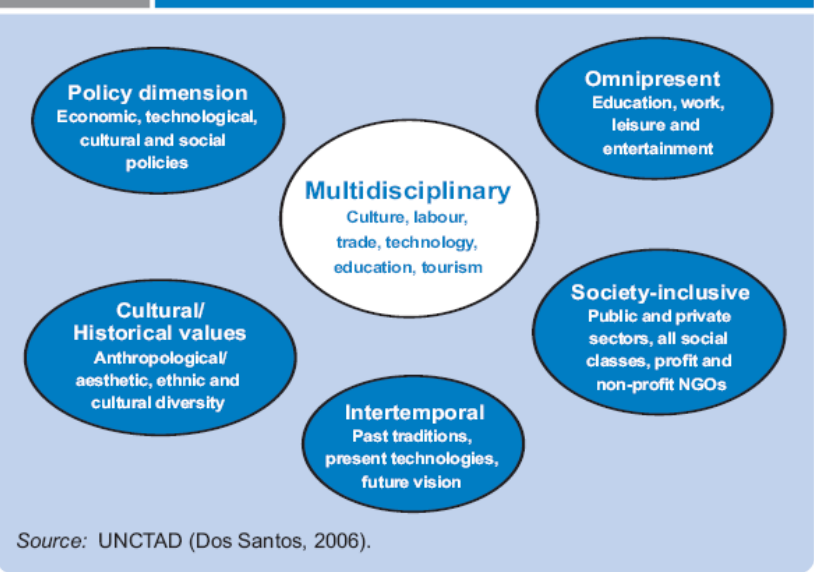 Policy dimension
Economic, technological,
cultural and social
policies
Omnipresent
Education, work,
leisure and
entertainment
Multidisciplinary
Culture, labour,
trade, technology,
education, tourism
Cultural/
Historical values
Anthropological/
aesthetic, ethnic and
cultural diversity
Society-inclusive
Public and private
sectors, all social
classes, profit and
non-profit NGOs
Intertemporal
Past traditions,
present technologies,
future vision
Source: UNCTAD (Dos Santos, 2006).